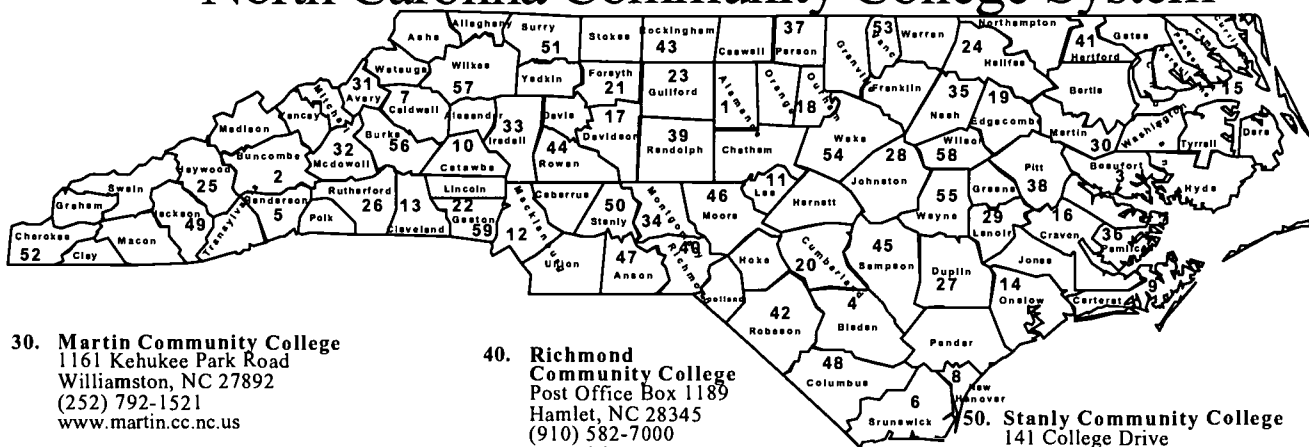 North Carolina Community College System
Alleghany
Ashe
Surry
51
Stokes
Rockingham
43
Caswell
37
Person
Granville
53
Vance
Warren
Northampton
24
Halifax
41
Hertford
Gates
15
Watauga
Wilkes
57
Yadkin
Forsyth
21
23
Guilford
1
Alamance
Orange
Durham
18
Franklin
35
Nash
19
Edgecomb
Bertie
Mitchell
31
Avery
7
Caldwell
Alexander
33
Iredell
Davie
17
Davidson
39
Randolph
Chatham
Wake
54
Wilson
58
Martin
30
Washington
Tyrrell
Dare
Madison
Yancey
Buncombe
2
32
Mcdowell
Burke
56
10
Catawba
44
Rowan
28
Johnston
Pitt
38
Beaufort
3
Hyde
Haywood
25
Swain
Graham
Jackson
49
Henderson
5
Polk
Rutherford
26
13
Cleveland
Lincoln
22
Gaston
59
Cabarrus
50
Stanly
Montgomery
34
46
Moore
11
Lee
Harnett
55
Wayne
Greene
29
Lenoir
16
Craven
36
Pamlico
Cherokee
52
Clay
Macon
Transylvania
12
Mecklenburg
Union
47
Anson
40
Richmond
Hoke
Cumberland
20
45
Sampson
Duplin
27
Jones
14
Onslow
Carteret
9
Scotland
42
Robeson
4
Bladen
Pender
48
Columbus
6
Brunswick
8
New
Hanover
30. Martin Community College
1161 Kehukee Park Road
Williamston, NC 27892
(252) 792-1521
www.martin.cc.nc.us
40. Richmond
Community College
Post Office Box 1189
Hamlet, NC 28345
(910) 582-7000
50. Stanly Community College
141 College Drive